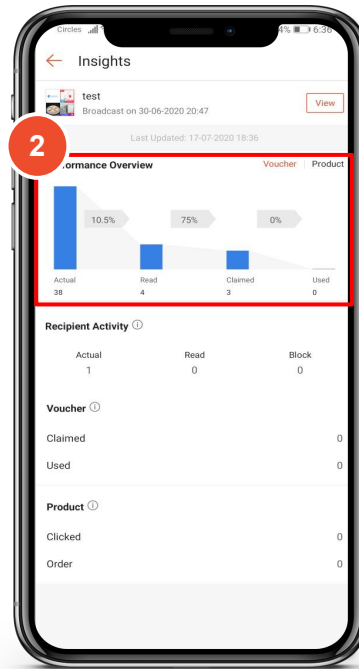 Circles
4% 6:36
Insights
test
Broadcast on 30-06-2020 20:47
View
Last Updated: 17-07-2020 18:36
2
Overview
Voucher | Product
10.5% 75% 0%
Actual Read Claimed Used
38 4 3 0
Recipient Activity
Actual Read Block
1 0 0
Voucher
Claimed 0
Used 0
Product
Clicked 0
Order 0